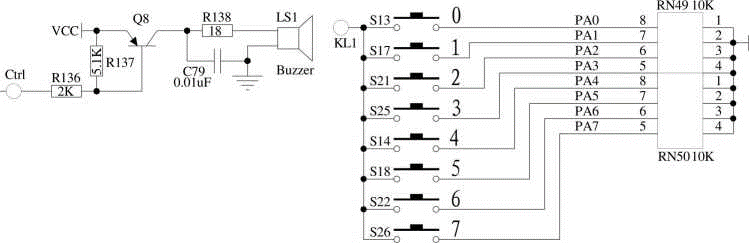 VCC
Q8
R138
18
LS1
5.1K
R137
C79
0.01uF
Buzzer
Ctrl
R136
2K
KL1
S13 0
S17 1
S21 2
S25 3
S14 4
S18 5
S22 6
S26 7
RN49 10K
PA0 8 1
PA1 7 2
PA2 6 3
PA3 5 4
PA4 8 1
PA5 7 2
PA6 6 3
PA7 5 4
RN50 10K